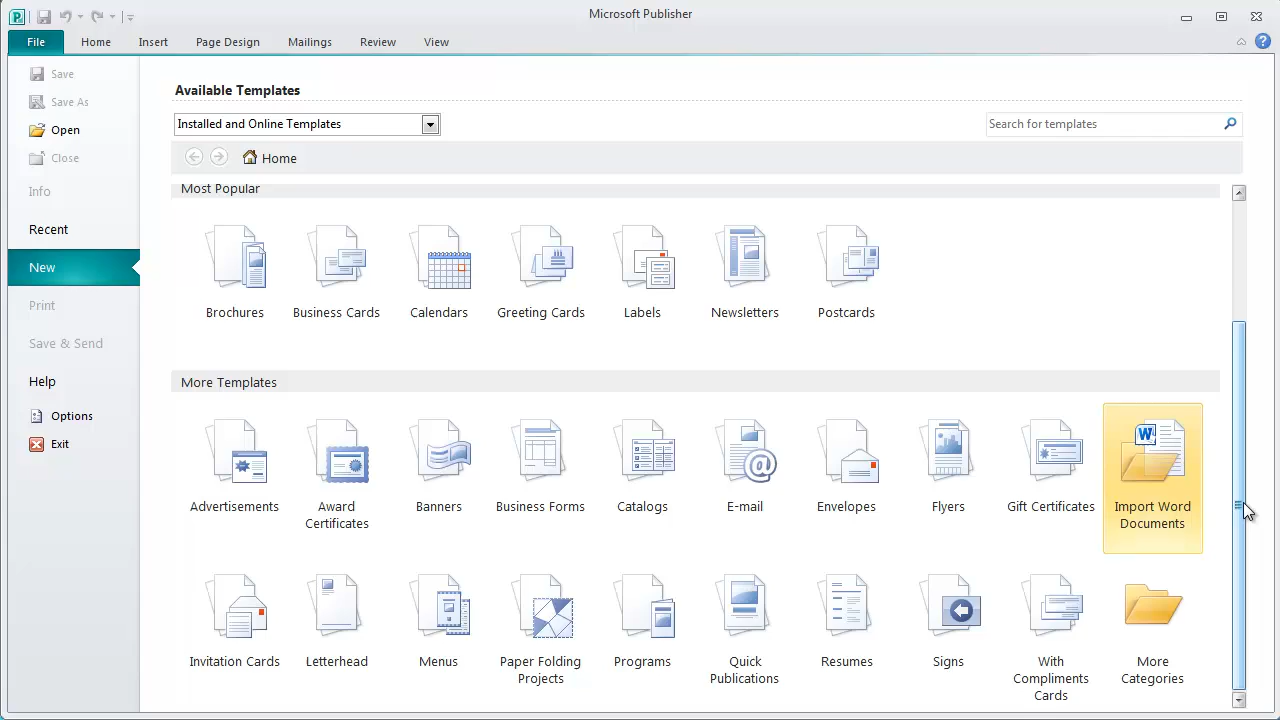 Microsoft Publisher
File Home Insert Page Design Mailings Review View
Save
Save As
Open
Close
Info
Recent
New
Print
Save & Send
Help
Options
Exit
Available Templates
Installed and Online Templates
Search for templates
Home
Most Popular
Brochures Business Cards Calendars Greeting Cards Labels Newsletters Postcards
More Templates
Advertisements
Award
Certificates
Banners
Business Forms
Catalogs
E-mail
Envelopes
Flyers
Gift Certificates
Import Word
Documents
Invitation Cards
Letterhead
Menus
Paper Folding
Projects
Programs
Quick
Publications
Resumes
Signs
With
Compliments
Cards
More
Categories